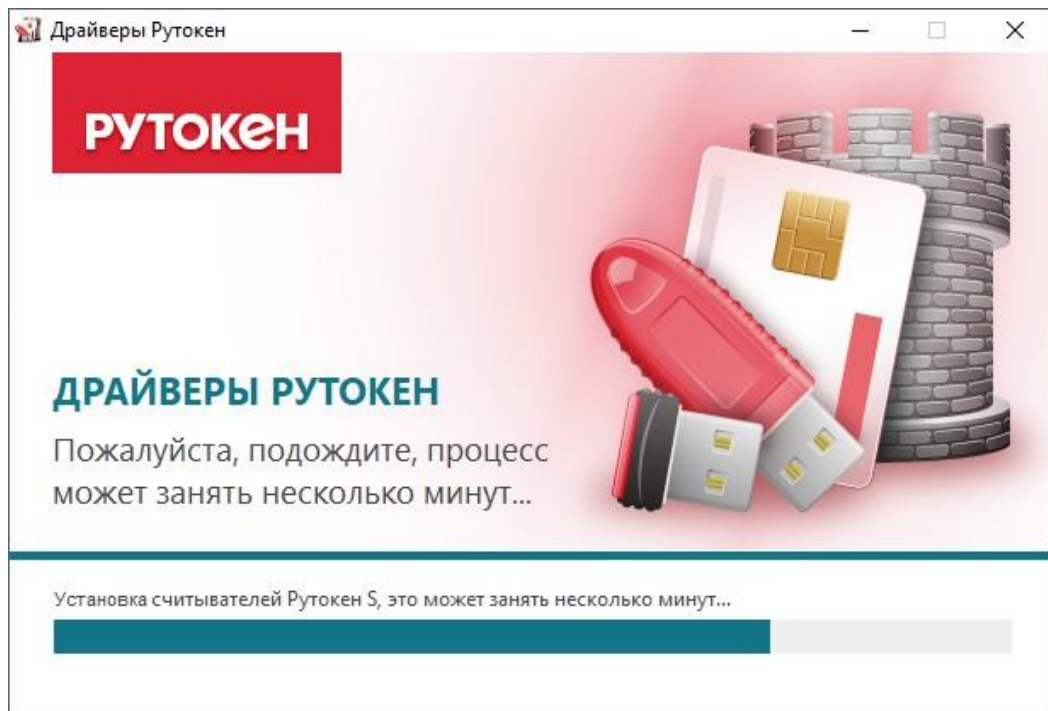 Драйверы Рутокен
РУТОКЕН
ДРАЙВЕРЫ РУТОКЕН
Пожалуйста, подождите, процесс
может занять несколько минут...
Установка считывателей Рутокен S, это может занять несколько минут...